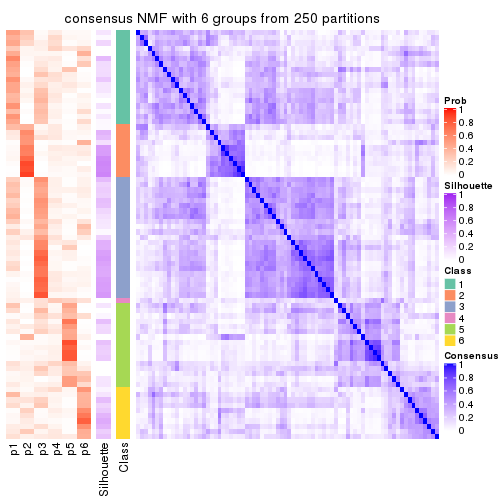 consensus NMF with 6 groups from 250 partitions
Prob
1
0.8
0.6
0.4
0.2
0
Silhouette
1
0.8
0.6
0.4
0.2
0
Class
1
2
3
4
5
6
Consensus
1
0.8
0.6
0.4
0.2
0
p1
p2
p3
p4
p5
p6
Silhouette
Class